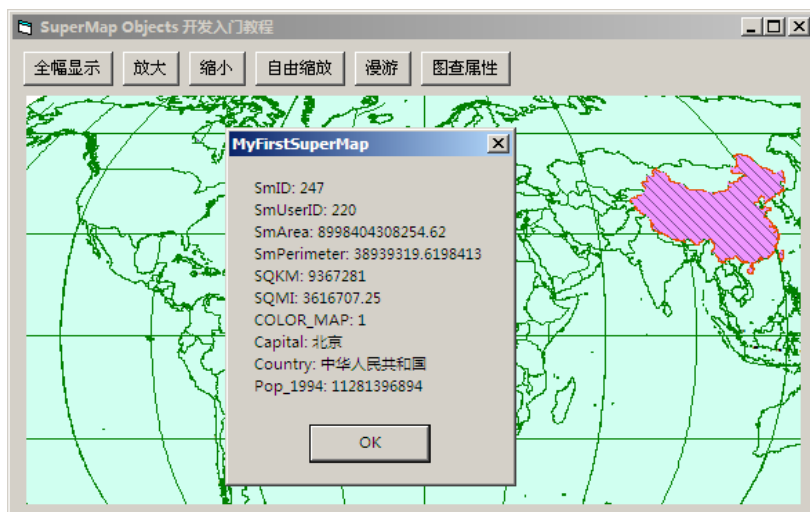 SuperMap Objects 开发入门教程
全幅显示 放大 缩小 自由缩放 漫游 图查属性
MyFirstSuperMap
SmID: 247
SmUserID: 220
SmArea: 8998404308254.62
SmPerimeter: 38939319.6198413
SQKM: 9367281
SQMI: 3616707.25
COLOR_MAP: 1
Capital: 北京
Country: 中华人民共和国
Pop_1994: 11281396894
OK